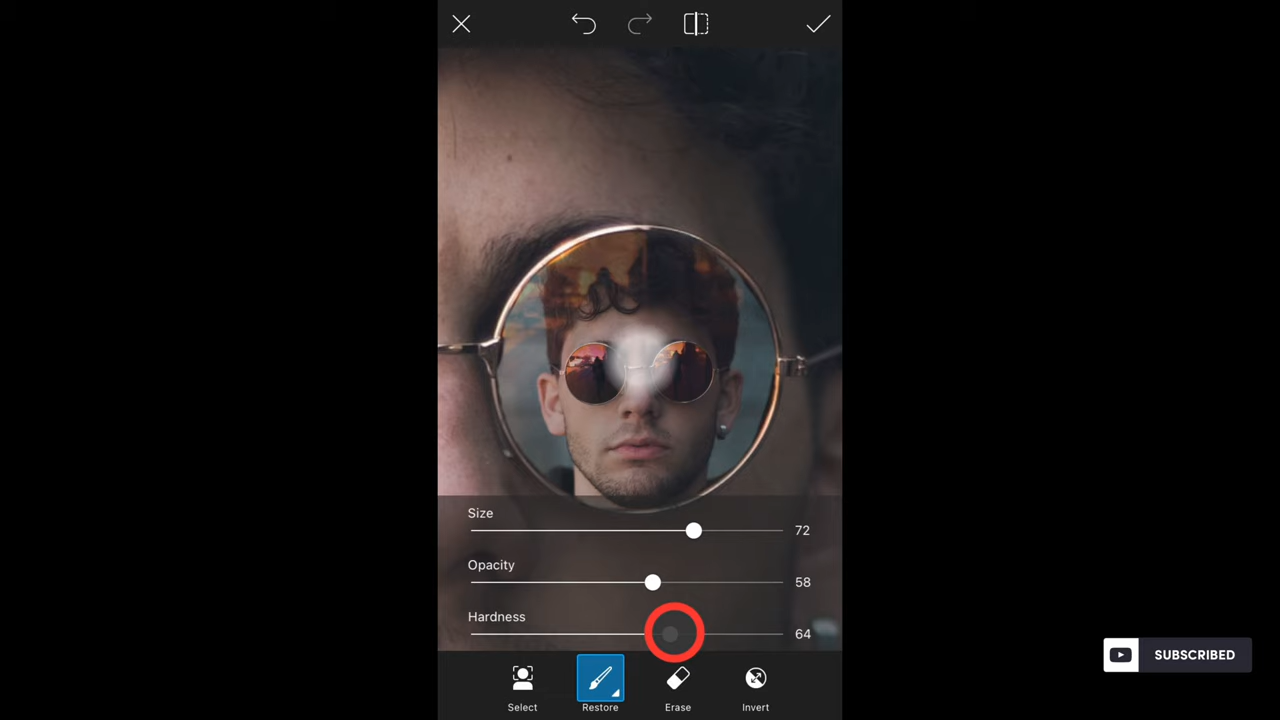 Size
72
Opacity
58
Hardness
64
Select
Restore
Erase
Invert
SUBSCRIBED